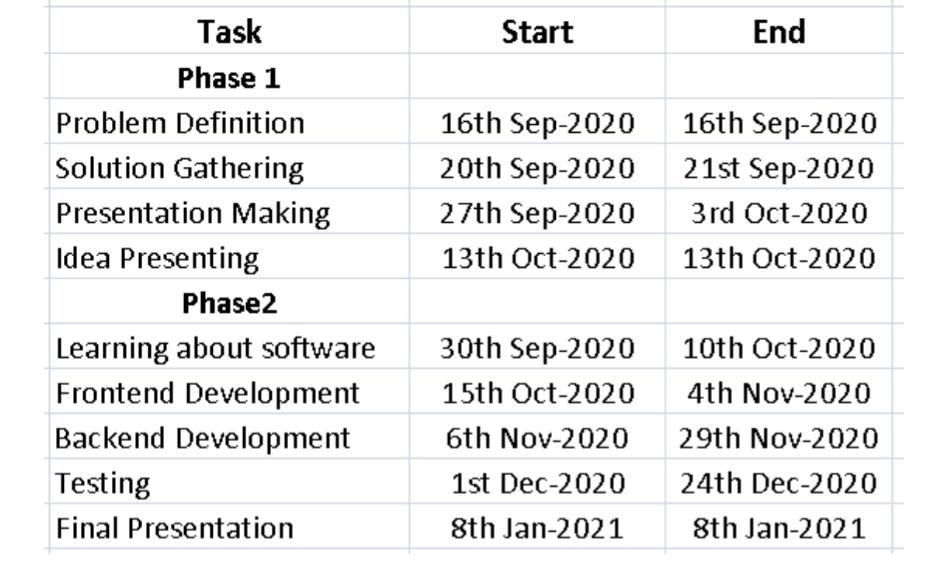 Task Start End
Phase 1
Problem Definition 16th Sep-2020 16th Sep-2020
Solution Gathering 20th Sep-2020 21st Sep-2020
Presentation Making 27th Sep-2020 3rd Oct-2020
Idea Presenting 13th Oct-2020 13th Oct-2020
Phase2
Learning about software 30th Sep-2020 10th Oct-2020
Frontend Development 15th Oct-2020 4th Nov-2020
Backend Development 6th Nov-2020 29th Nov-2020
Testing 1st Dec-2020 24th Dec-2020
Final Presentation 8th Jan-2021 8th Jan-2021